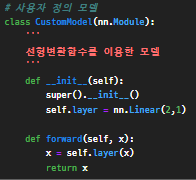 # 사용자 정의 모델
class CustomModel(nn.Module):
    '''
    선형변환함수를 이용한 모델
    '''
    def __init__(self):
        super().__init__()
        self.layer = nn.Linear(2,1)

    def forward(self, x):
        x = self.layer(x)
        return x